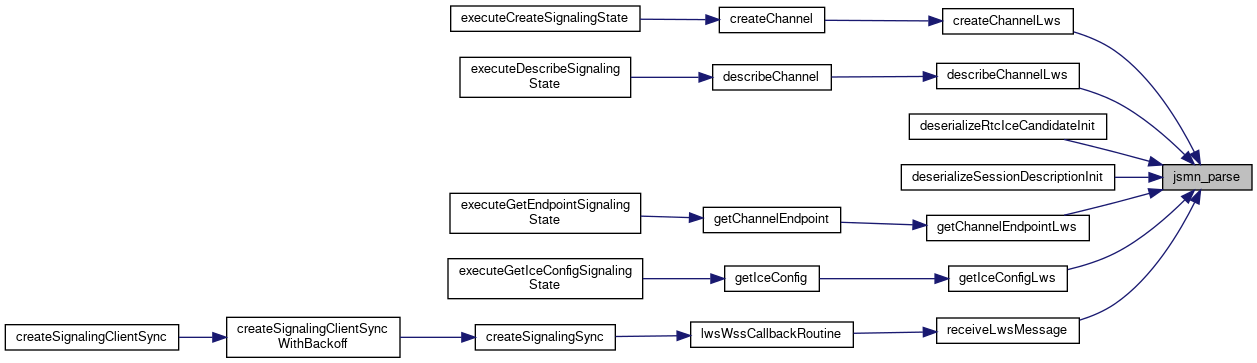 executeCreateSignalingState
createChannel
createChannelLws
executeDescribeSignaling
State
describeChannel
describeChannelLws
deserializeRtcIceCandidateInit
deserializeSessionDescriptionInit
jsmn_parse
executeGetEndpointSignaling
State
getChannelEndpoint
getChannelEndpointLws
executeGetIceConfigSignaling
State
getIceConfig
getIceConfigLws
createSignalingClientSync
createSignalingClientSync
WithBackoff
createSignalingSync
lwsWssCallbackRoutine
receiveLwsMessage